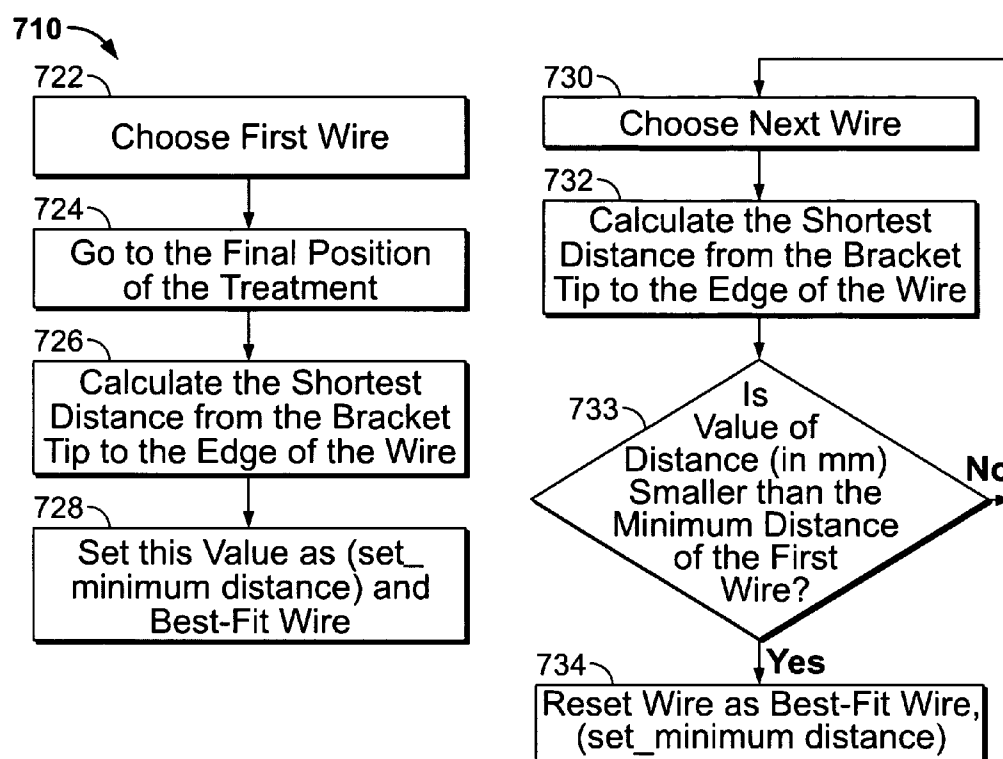 710
722
Choose First Wire
724
Go to the Final Position
of the Treatment
726
Calculate the Shortest
Distance from the Bracket
Tip to the Edge of the Wire
728
Set this Value as (set_
minimum distance) and
Best-Fit Wire
730
Choose Next Wire
732
Calculate the Shortest
Distance from the Bracket
Tip to the Edge of the Wire
733
Is
Value of
Distance (in mm)
Smaller than the
Minimum Distance
of the First
Wire?
No
Yes
734
Reset Wire as Best-Fit Wire,
(set_minimum distance)